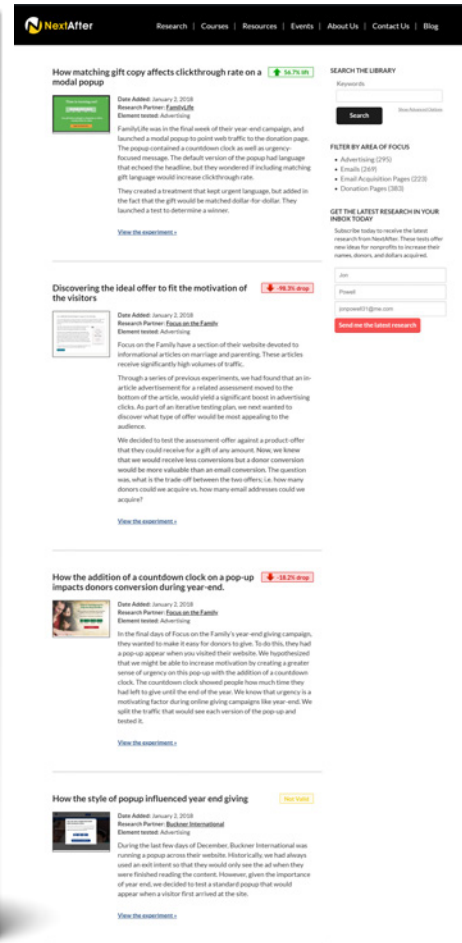 NextAfter
Research | Courses | Resources | Events | About Us | Contact Us | Blog
How matching gift copy affects clickthrough rate on a
modal popup
56.7% lift
Date Added: January 2, 2018
Research Partner: FamilyLife
Element tested: Advertising
FamilyLife was in the final week of their year-end campaign, and
launched a modal popup to point web traffic to the donation page.
The popup contained a countdown clock as well as urgency-
focused message. The default version of the popup had language
that echoed the headline, but they wondered if including matching
gift language would increase clickthrough rate.
They created a treatment that kept urgent language, but added in
the fact that the gift would be matched dollar-for-dollar. They
launched a test to determine a winner.
View the experiment »
Discovering the ideal offer to fit the motivation of
the visitors
-98.3% drop
Date Added: January 2, 2018
Research Partner: Focus on the Family
Element tested: Advertising
Focus on the Family have a section of their website devoted to
informational articles on marriage and parenting. These articles
receive significantly high volumes of traffic.
Through a series of previous experiments, we had found that an in-
article advertisement for a related assessment moved to the
bottom of the article, would yield a significant boost in advertising
clicks. As part of an iterative testing plan, we next wanted to
discover what type of offer would be most appealing to the
audience.
We decided to test the assessment-offer against a product-offer
that they could receive for a gift of any amount. Now, we knew
that we would receive less conversions but a donor conversion
would be more valuable than an email conversion. The question
was, what is the trade-off between the two offers; i.e. how many
donors could we acquire vs. how many email addresses could we
acquire?
View the experiment »
How the addition of a countdown clock on a pop-up
impacts donors conversion during year-end.
-18.2% drop
Date Added: January 2, 2018
Research Partner: Focus on the Family
Element tested: Advertising
In the final days of Focus on the Family's year-end giving campaign,
they wanted to make it easy for donors to give. To do this, they had
a pop-up appear when you visited their website. We hypothesized
that we might be able to increase motivation by creating a greater
sense of urgency on this pop-up with the addition of a countdown
clock. The countdown clock showed people how much time they
had left to give until the end of the year. We know that urgency is a
motivating factor during online giving campaigns like year-end. We
split the traffic that would see each version of the pop-up and
tested it.
View the experiment »
How the style of popup influenced year end giving
Not Valid
Date Added: January 2, 2018
Research Partner: Buckner International
Element tested: Advertising
During the last few days of December, Buckner International was
running a popup across their website. Historically, we had always
used an exit intent so that they would only see the ad when they
were finished reading the content. However, given the importance
of year end, we decided to test a standard popup that would
appear when a visitor first arrived at the site.
View the experiment »
SEARCH THE LIBRARY
Keywords
Search
FILTER BY AREA OF FOCUS
• Advertising (295)
• Emails (269)
• Email Acquisition Pages (223)
• Donation Pages (383)
GET THE LATEST RESEARCH IN YOUR
INBOX TODAY
Subscribe today to receive the latest
research from NextAfter. These tests offer
new ideas for nonprofits to increase their
names, donors, and dollars acquired.
Jon
Powell
jonpowell01@me.com
Send me the latest research